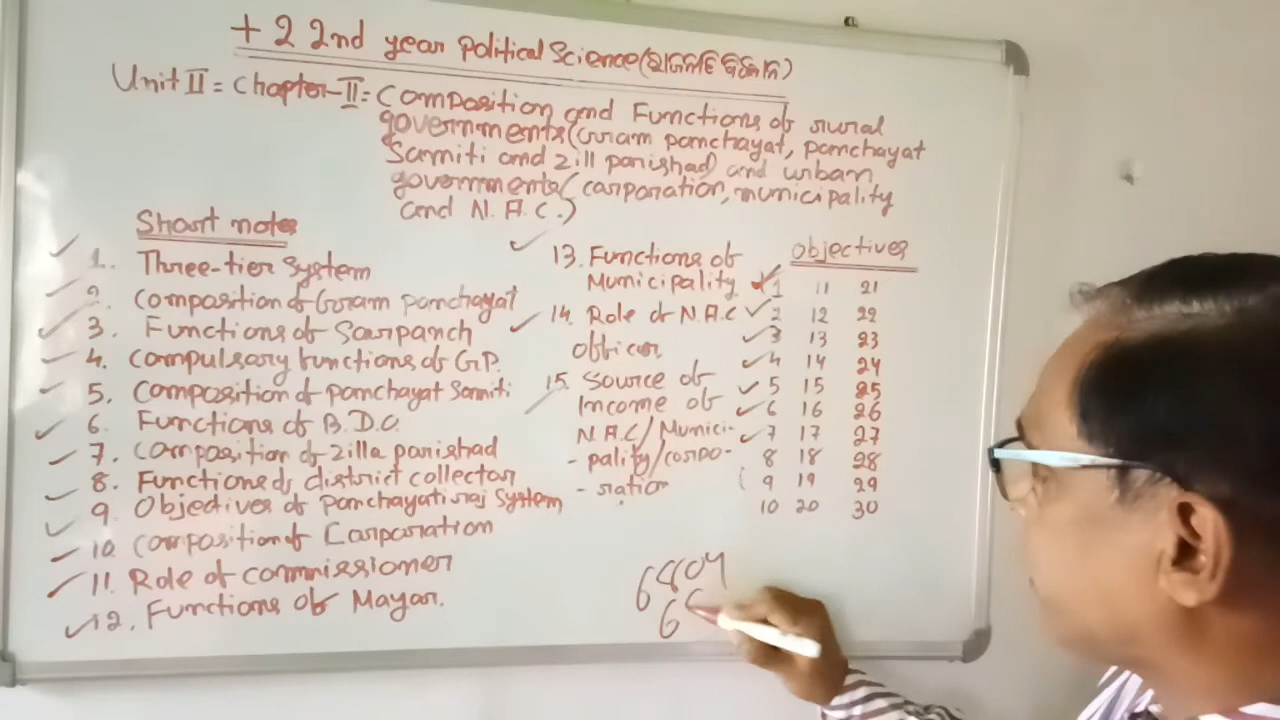 +2 2nd year Political Science (ରାଜନୀତି ବିଜ୍ଞାନ)
Unit II = Chapter-II = Composition and Functions of rural
governments (Gram panchayat, panchayat
Samiti and Zill parishad) and urban
governments (corporation, municipality
and N.A.C.)
Short notes
1. Three-tier System
2. Composition of Gram panchayat
3. Functions of Sarpanch
4. Compulsary functions of G.P.
5. Composition of panchayat Samiti
6. Functions of B.D.O.
7. Composition of zilla parishad
8. Functions of district collector
9. Objectives of panchayati raj System
10. Composition of Corporation
11. Role of commissioner
12. Functions of Mayar.
13. Functions of
Municipality
14. Role of N.A.C
Officer
15. Source of
Income of
N.A.C/Munici-
-pality/corpo-
-ration
Objectives
1 11 21
2 12 22
3 13 23
4 14 24
5 15 25
6 16 26
7 17 27
8 18 28
9 19 29
10 20 30
6804